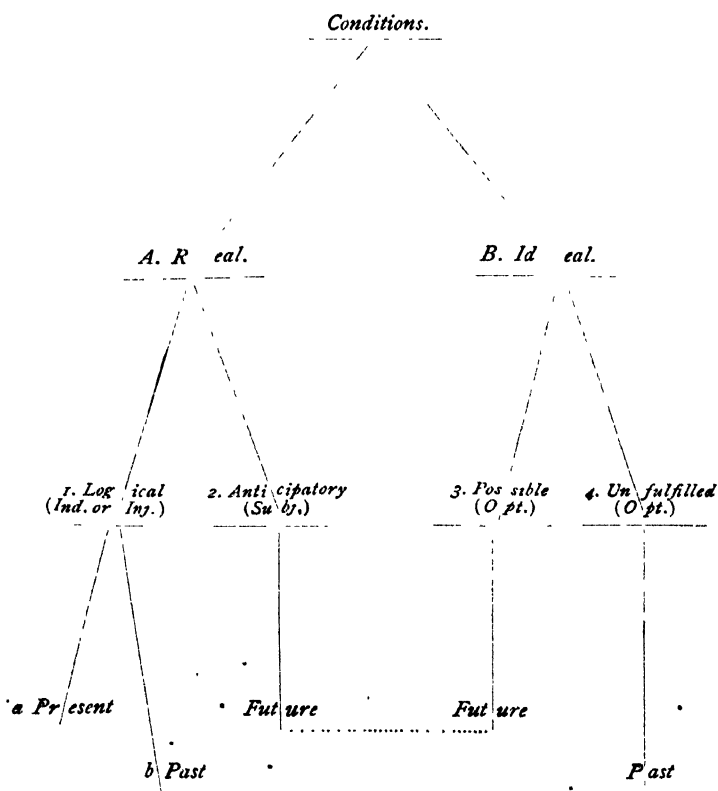 Conditions.
A. Real.
B. Ideal.
1. Logical
(Ind. or Inj.)
2. Anticipatory
(Subj.)
3. Possible
(Opt.)
4. Unfulfilled
(Opt.)
a Present
Future
Future
b Past
Past